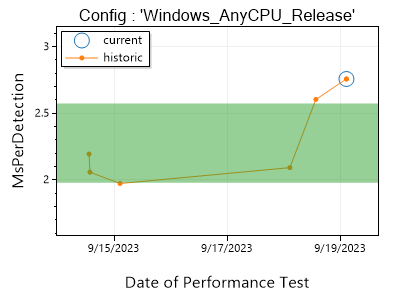 Config : 'Windows_AnyCPU_Release'
current
historic
3
2.5
2
MsPerDetection
9/15/2023
9/17/2023
9/19/2023
Date of Performance Test